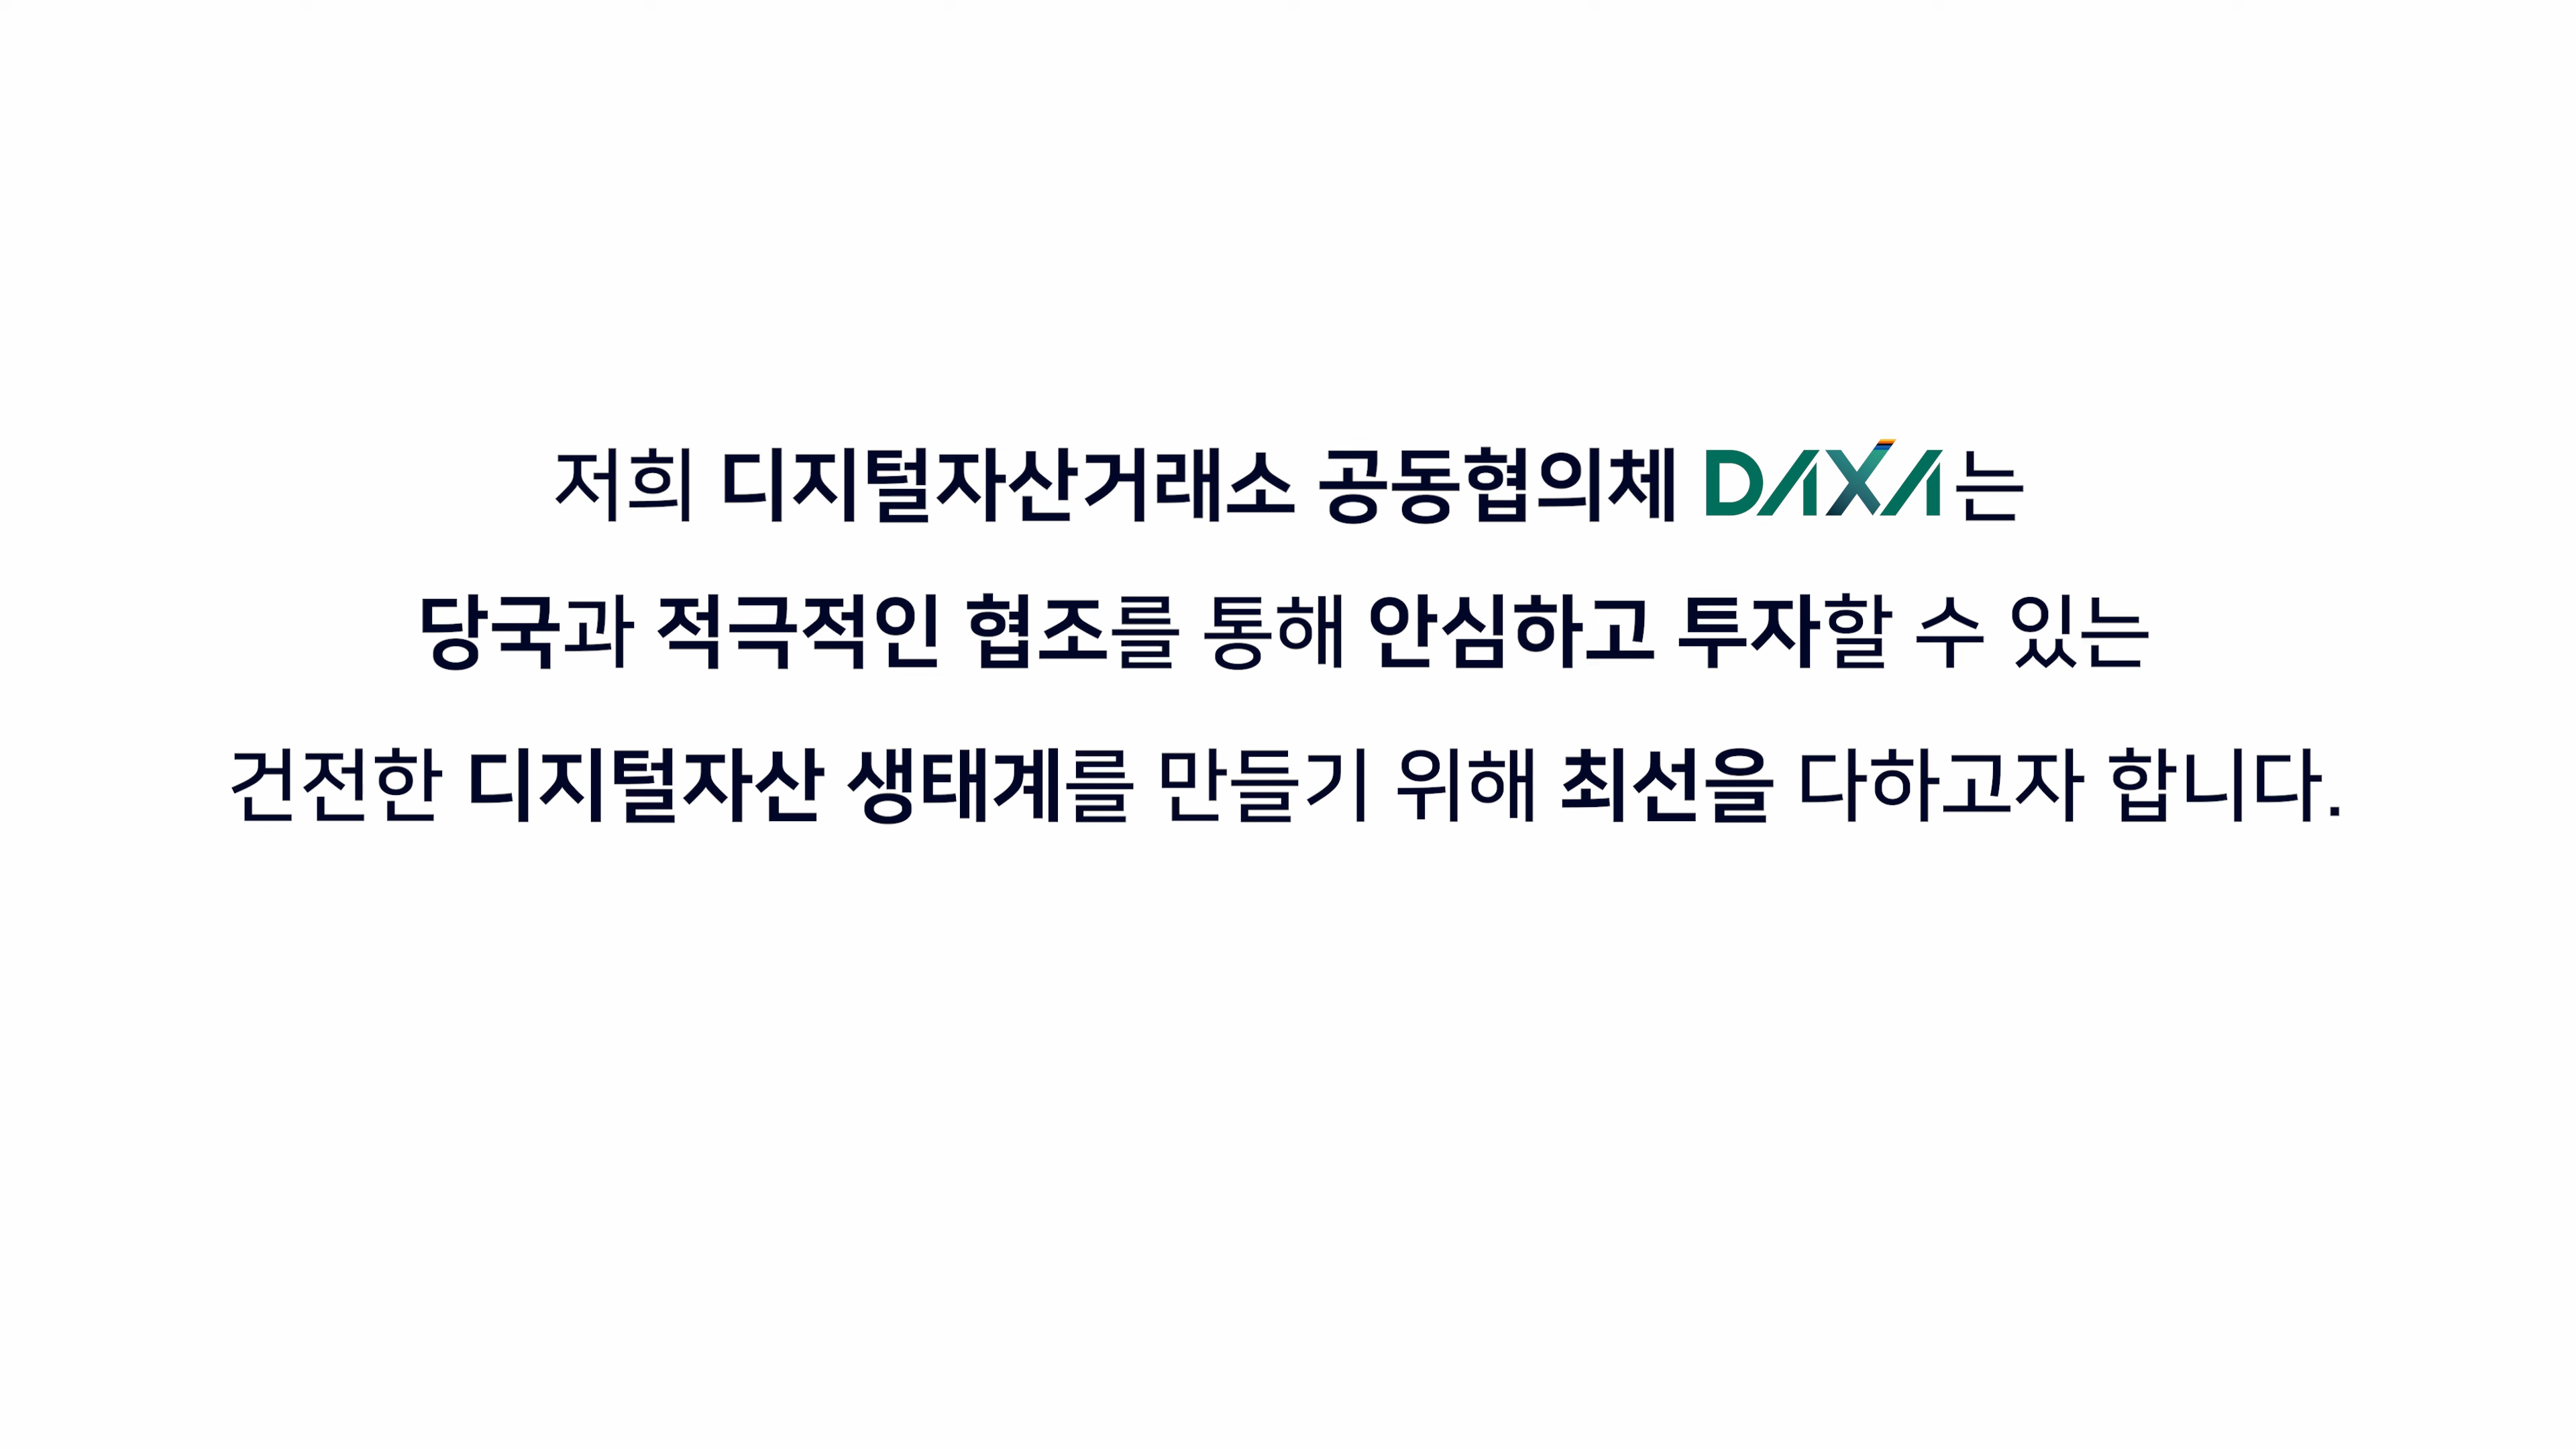 저희 디지털자산거래소 공동협의체 DAXA는
당국과 적극적인 협조를 통해 안심하고 투자할 수 있는
건전한 디지털자산 생태계를 만들기 위해 최선을 다하고자 합니다.